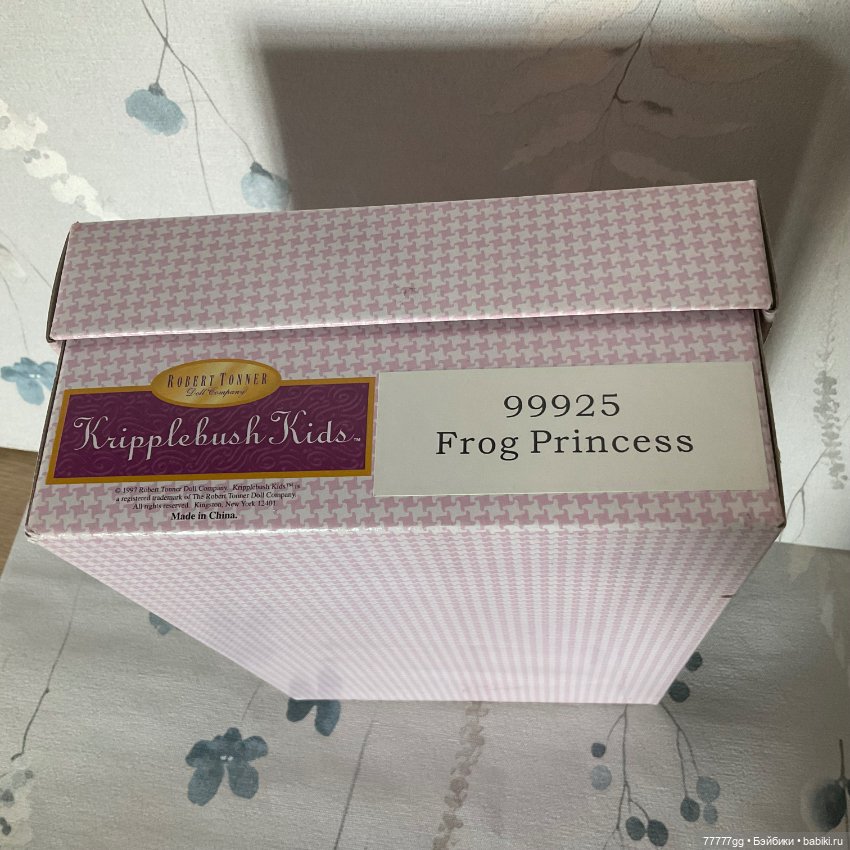 ROBERT TONNER
Doll Company
Kripplebush Kids™
© 1997 Robert Tonner Doll Company. Kripplebush Kids™ is
a registered trademark of The Robert Tonner Doll Company.
All rights reserved. Kingston, New York 12401.
Made in China.
99925
Frog Princess
77777gg • Бэйбики • babiki.ru